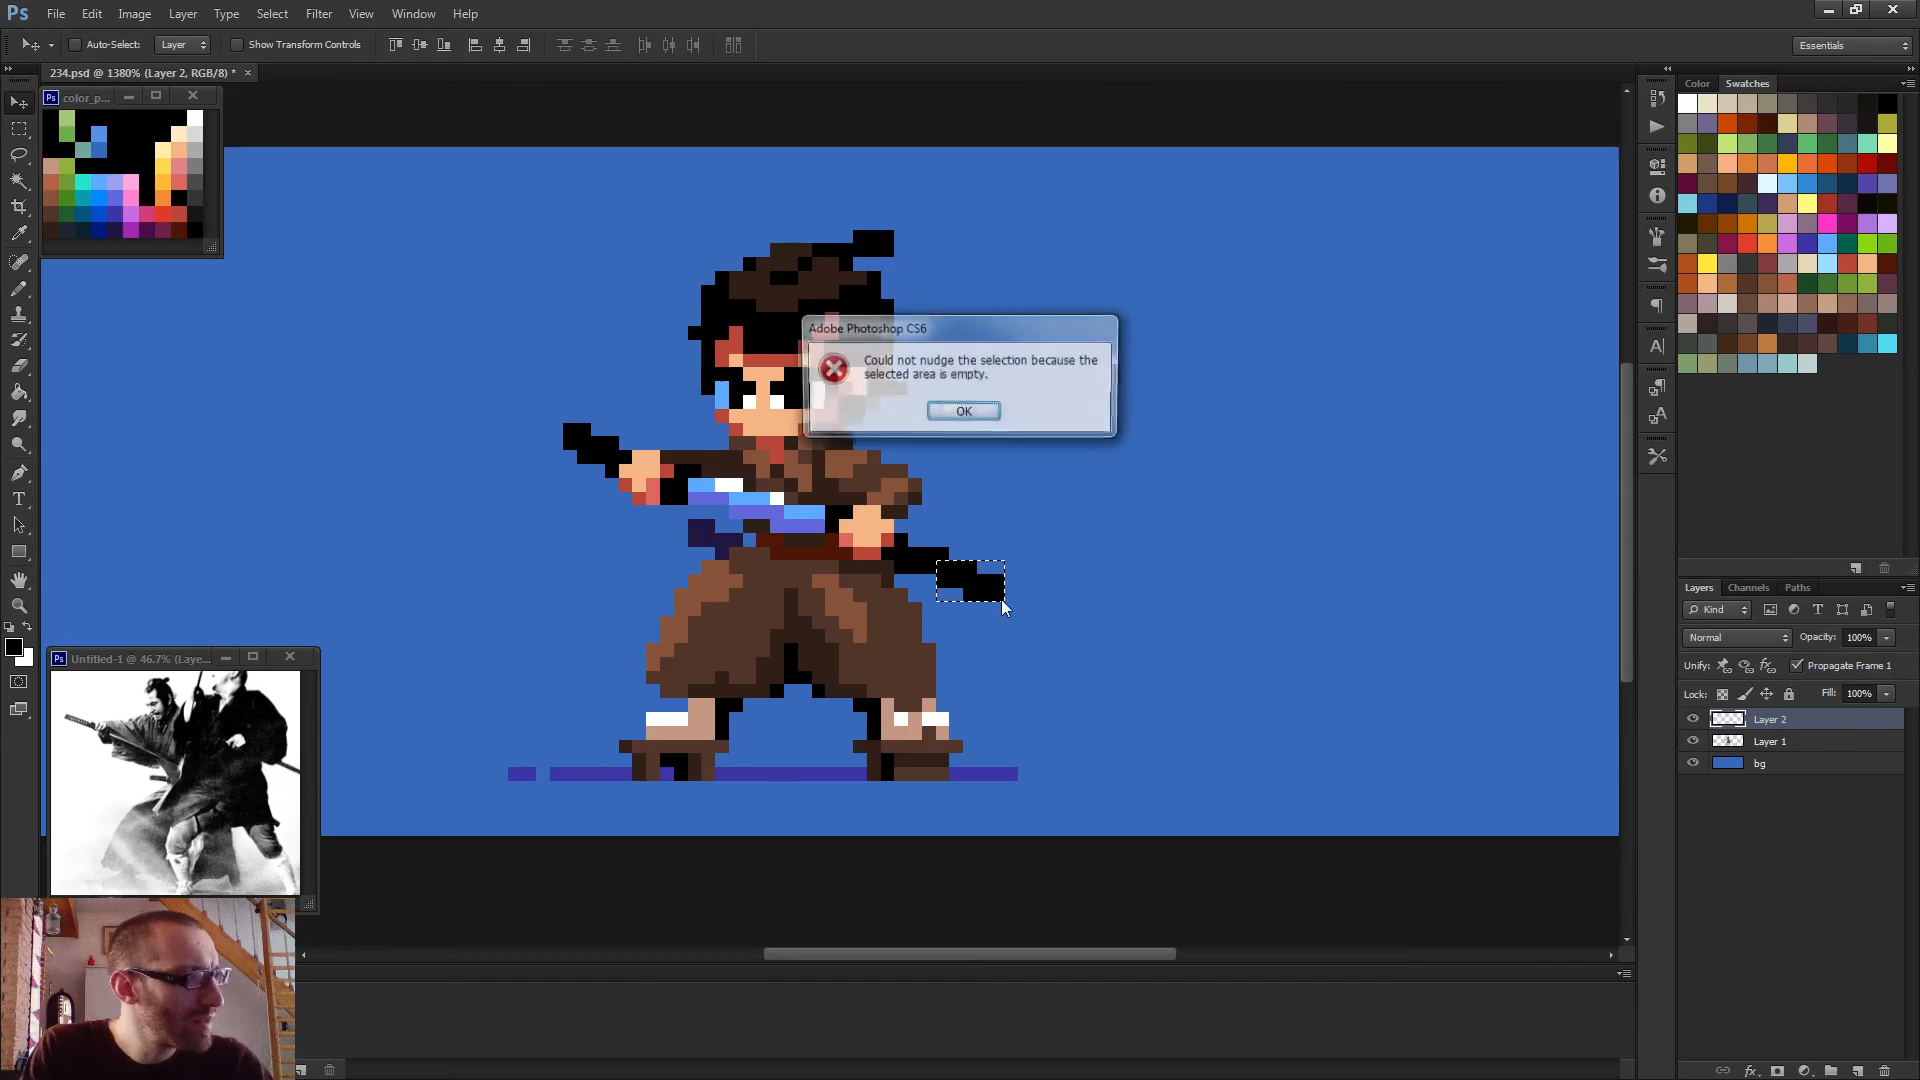 Ps File Edit Image Layer Type Select Filter View Window Help
Auto-Select: Layer Show Transform Controls Essentials
234.psd @ 1380% (Layer 2, RGB/8) * ×
Ps color_p...
Color Swatches
Adobe Photoshop CS6
Could not nudge the selection because the
selected area is empty.
OK
Layers Channels Paths
Kind
Normal Opacity: 100%
Unify: Propagate Frame 1
Lock: Fill: 100%
Layer 2
Layer 1
bg
Ps Untitled-1 @ 46.7% (Laye...